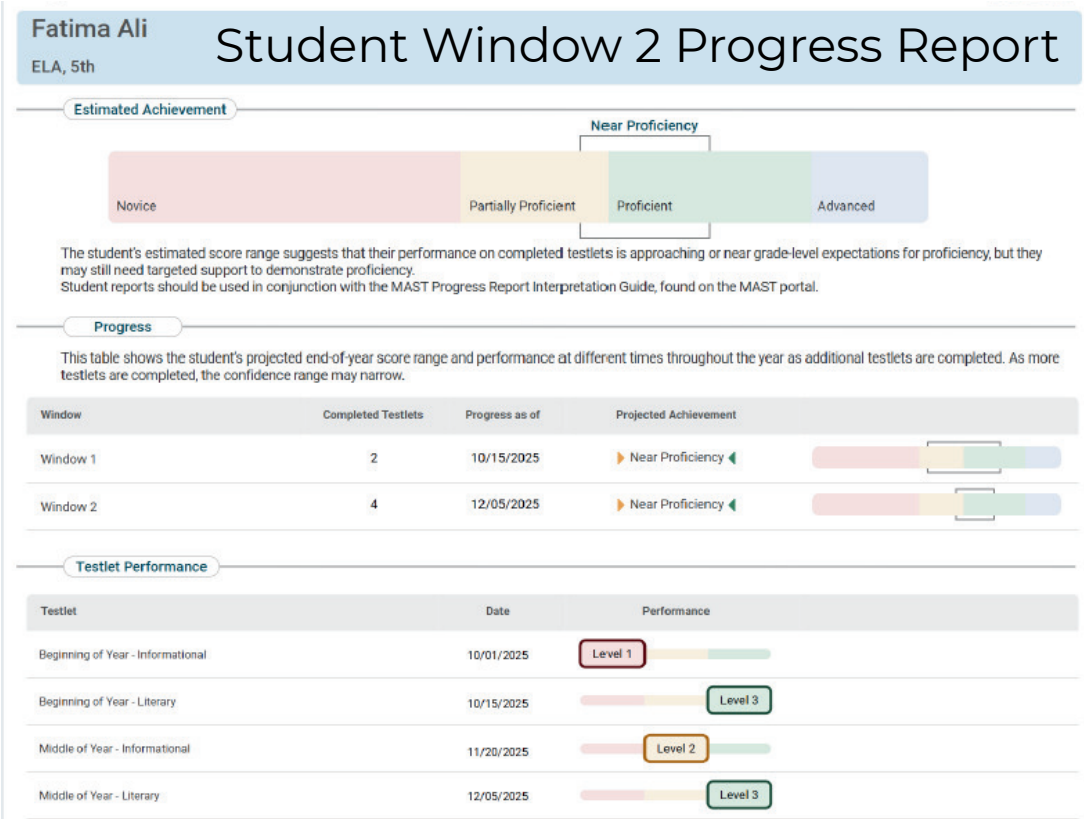 Fatima Ali
Student Window 2 Progress Report
ELA, 5th
Estimated Achievement
Near Proficiency
Novice
Partially Proficient
Proficient
Advanced
The student's estimated score range suggests that their performance on completed testlets is approaching or near grade-level expectations for proficiency, but they
may still need targeted support to demonstrate proficiency.
Student reports should be used in conjunction with the MAST Progress Report Interpretation Guide, found on the MAST portal.
Progress
This table shows the student's projected end-of-year score range and performance at different times throughout the year as additional testlets are completed. As more
testlets are completed, the confidence range may narrow.
Window Completed Testlets Progress as of Projected Achievement
Window 1 2 10/15/2025 Near Proficiency
Window 2 4 12/05/2025 Near Proficiency
Testlet Performance
Testlet Date Performance
Beginning of Year - Informational 10/01/2025 Level 1
Beginning of Year - Literary 10/15/2025 Level 3
Middle of Year - Informational 11/20/2025 Level 2
Middle of Year - Literary 12/05/2025 Level 3